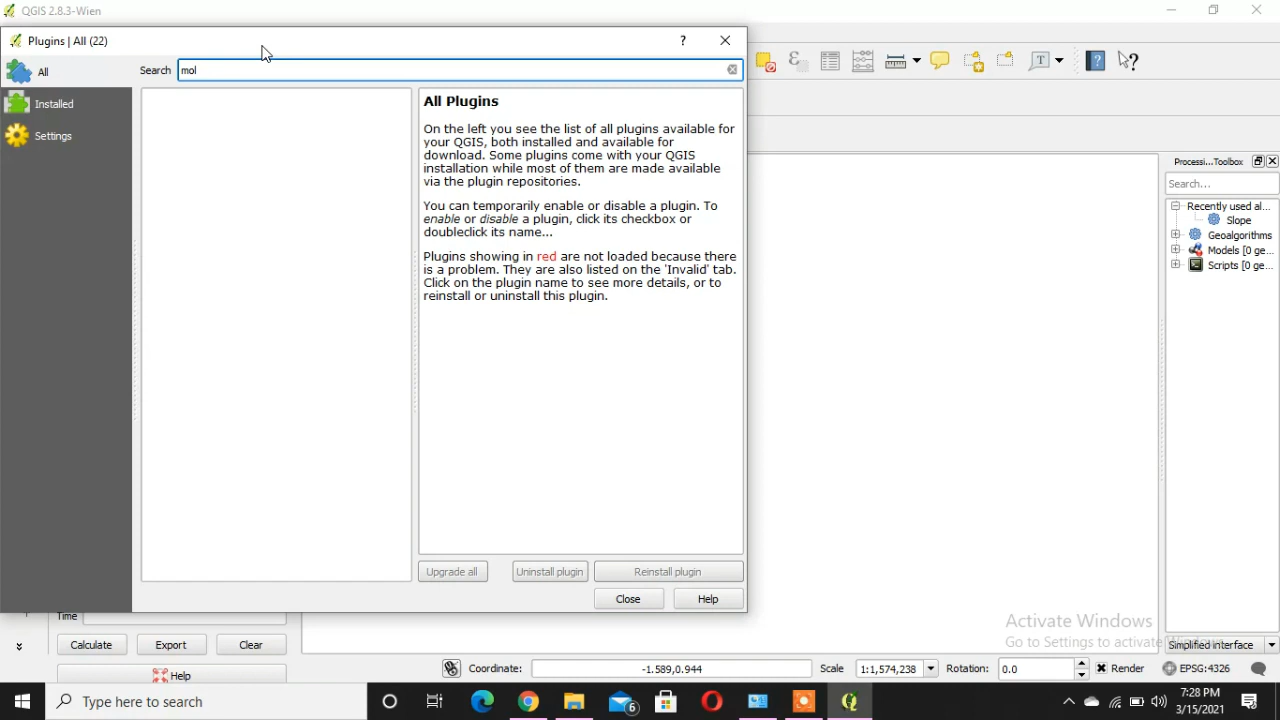 QGIS 2.8.3-Wien
Plugins | All (22)
?
All
Search
mol
Installed
Settings
All Plugins
On the left you see the list of all plugins available for
your QGIS, both installed and available for
download. Some plugins come with your QGIS
installation while most of them are made available
via the plugin repositories.
You can temporarily enable or disable a plugin. To
enable or disable a plugin, click its checkbox or
doubleclick its name...
Plugins showing in red are not loaded because there
is a problem. They are also listed on the 'Invalid' tab.
Click on the plugin name to see more details, or to
reinstall or uninstall this plugin.
Upgrade all
Uninstall plugin
Reinstall plugin
Close
Help
Processi...Toolbox
Search...
Recently used al...
Slope
Geoalgorithms
Models [0 ge...
Scripts [0 ge...
Time
Calculate
Export
Clear
Help
Activate Windows
Go to Settings to activate Windows.
Simplified interface
Coordinate:
-1.589,0.944
Scale
1:1,574,238
Rotation:
0.0
Render
EPSG:4326
Type here to search
6
7:28 PM
3/15/2021